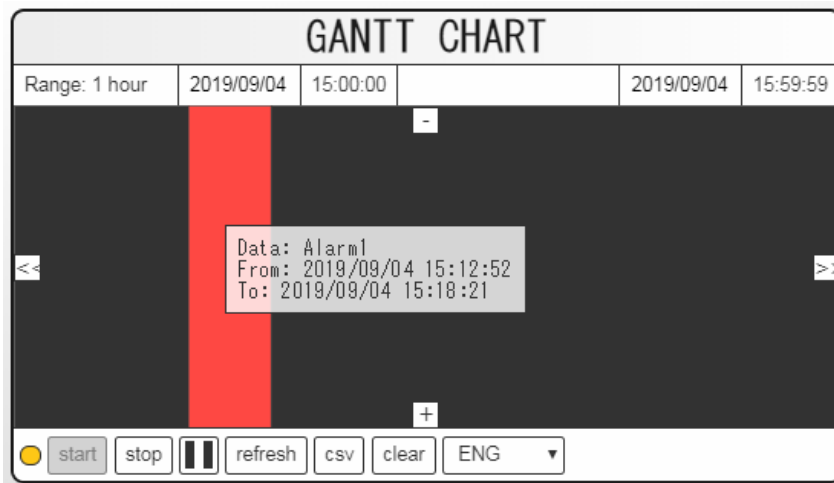 GANTT CHART
Range: 1 hour 2019/09/04 15:00:00 2019/09/04 15:59:59
-
Data: Alarm1
From: 2019/09/04 15:12:52
To: 2019/09/04 15:18:21
<< >>
+
start stop refresh csv clear ENG